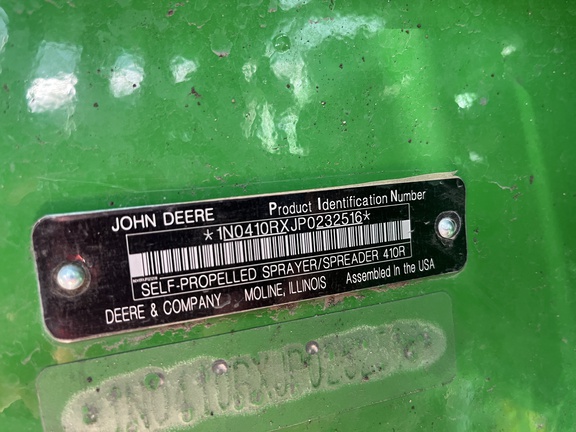 JOHN DEERE Product Identification Number
*1N0410RXJP0232516*
SELF-PROPELLED SPRAYER/SPREADER 410R
DEERE & COMPANY MOLINE, ILLINOIS Assembled in the USA